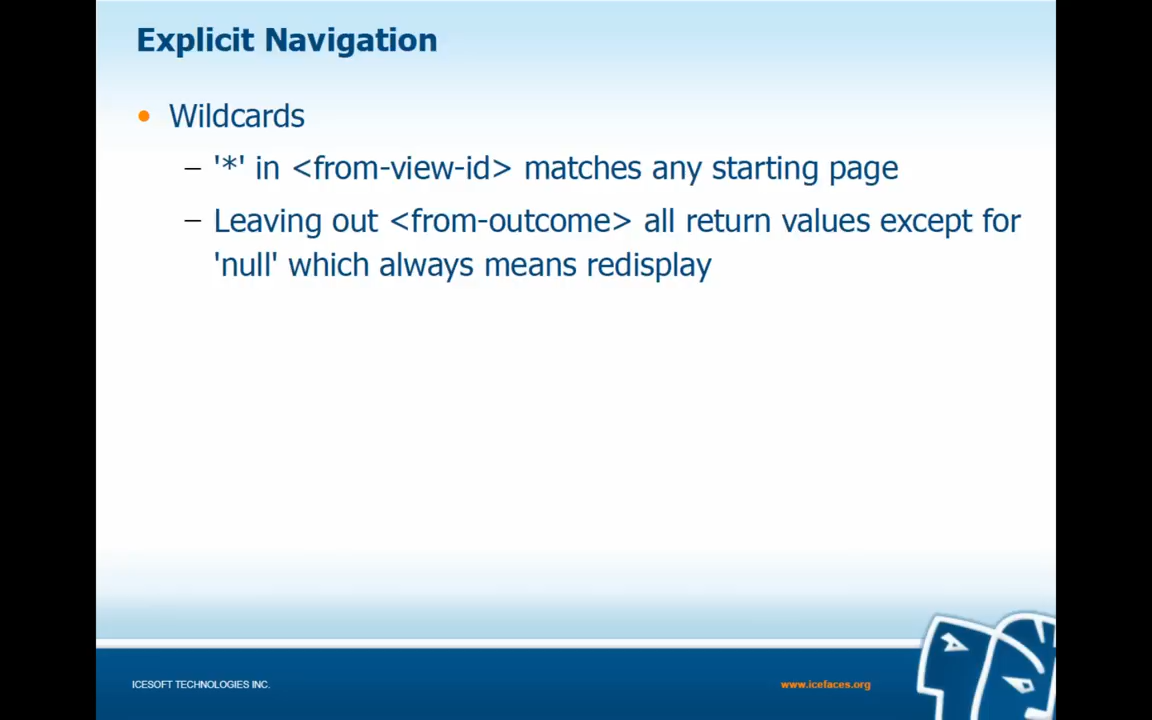 Explicit Navigation
• Wildcards
– '*' in <from-view-id> matches any starting page
– Leaving out <from-outcome> all return values except for
'null' which always means redisplay
ICESOFT TECHNOLOGIES INC.
www.icefaces.org